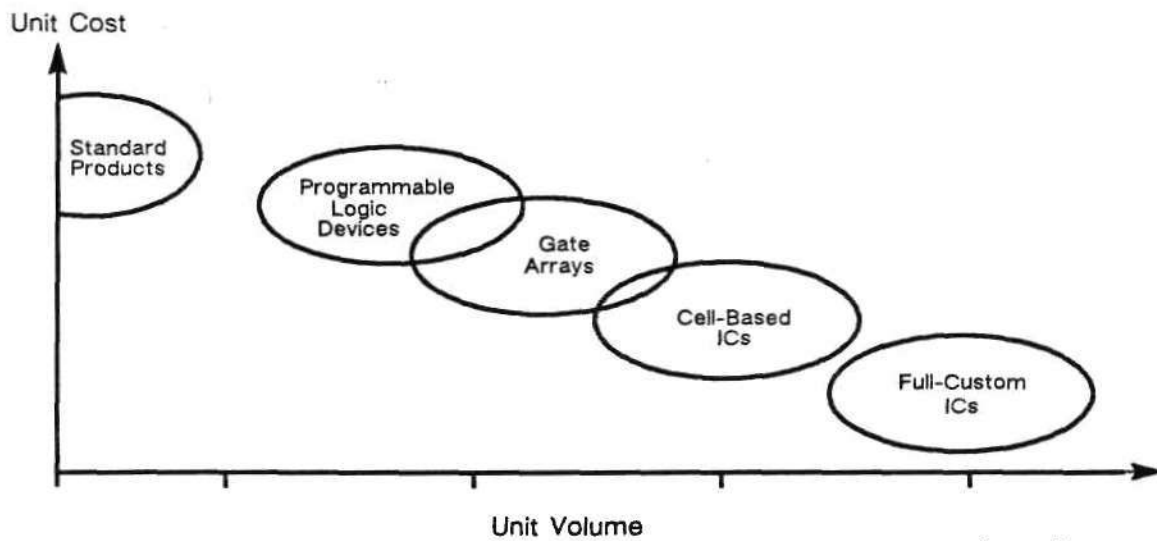 Unit Cost
Standard
Products
Programmable
Logic
Devices
Gate
Arrays
Cell-Based
ICs
Full-Custom
ICs
Unit Volume